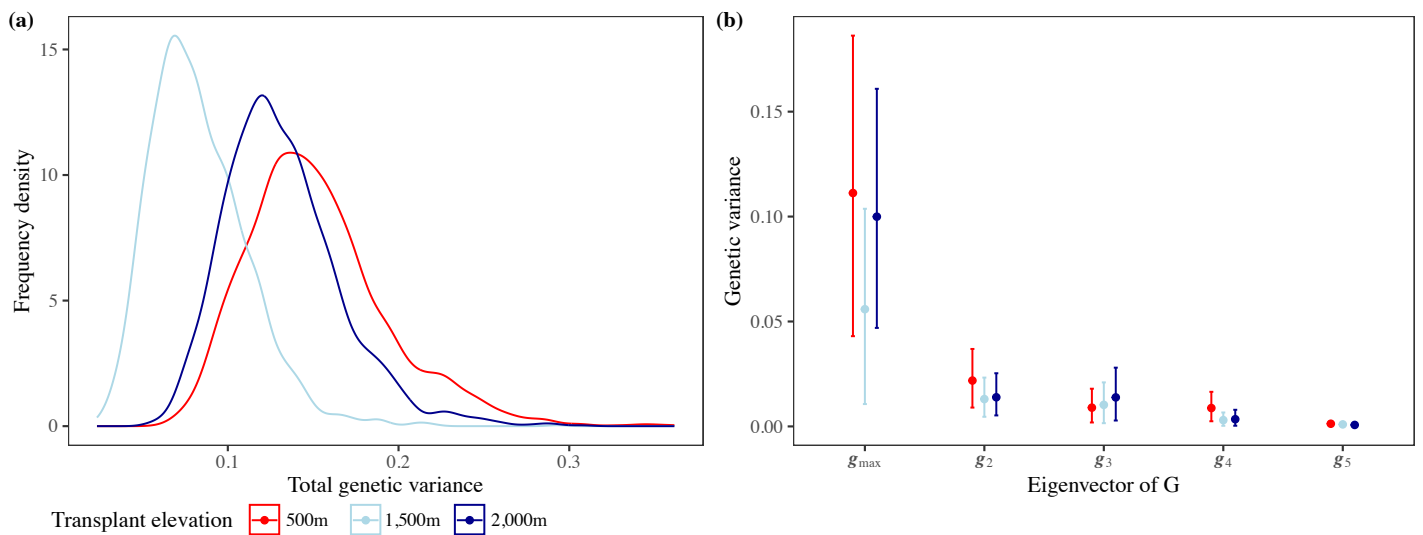 (a)
15
10
5
0
Frequency density
0.1 0.2 0.3
Total genetic variance
Transplant elevation 500m 1,500m 2,000m
(b)
0.15
0.10
0.05
0.00
Genetic variance
gmax g2 g3 g4 g5
Eigenvector of G